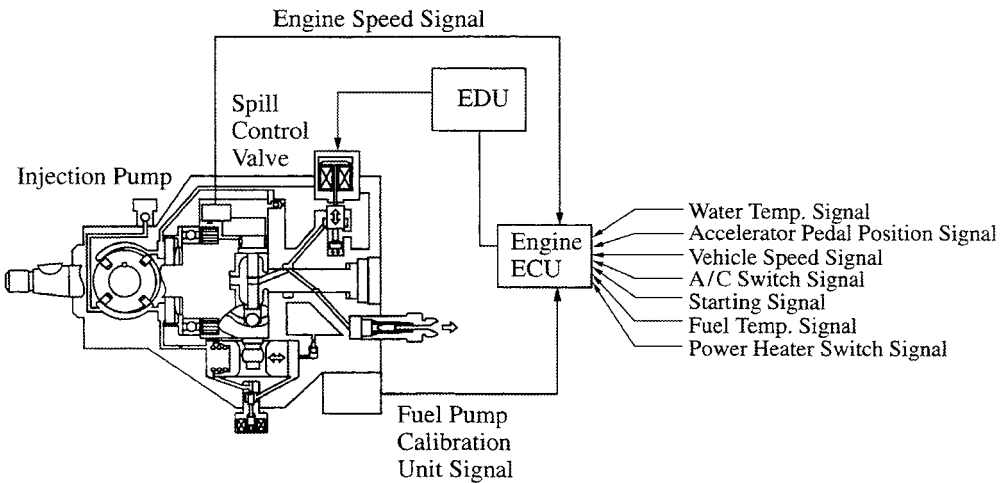 Engine Speed Signal
EDU
Spill
Control
Valve
Injection Pump
Engine
ECU
Water Temp. Signal
Accelerator Pedal Position Signal
Vehicle Speed Signal
A/C Switch Signal
Starting Signal
Fuel Temp. Signal
Power Heater Switch Signal
Fuel Pump
Calibration
Unit Signal